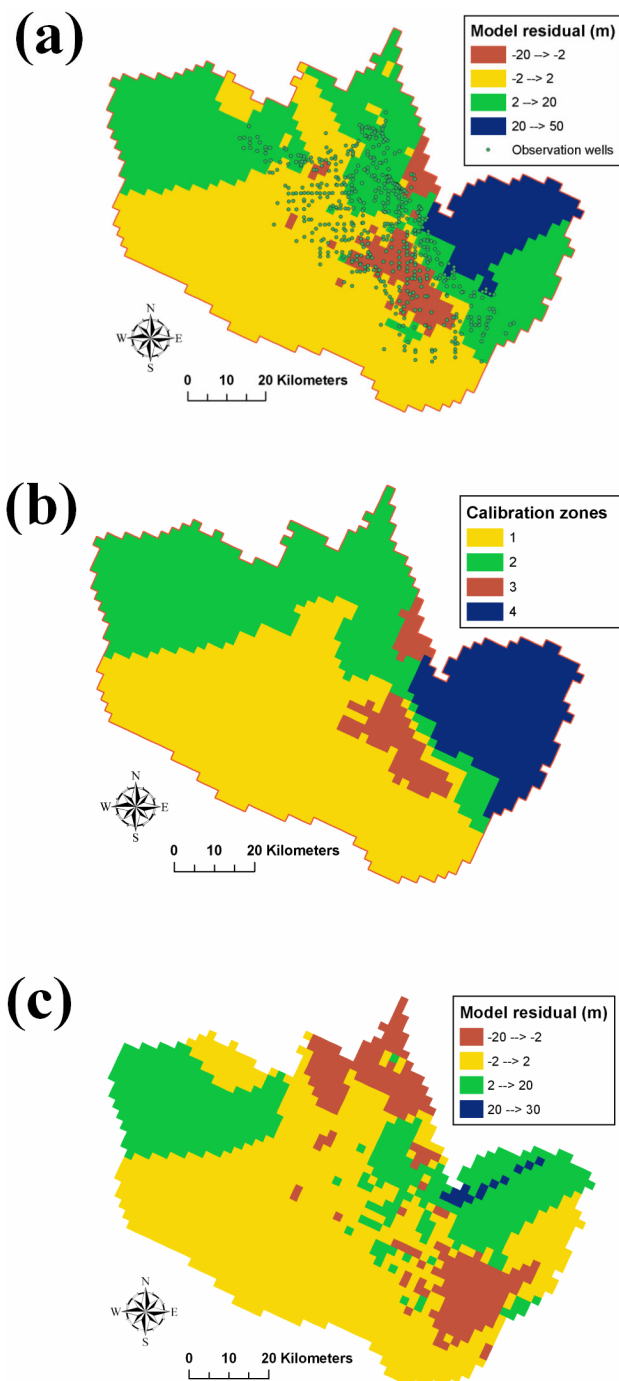 (a)
Model residual (m)
-20 --> -2
-2 --> 2
2 --> 20
20 --> 50
Observation wells
N
W E
S
0 10 20 Kilometers
(b)
Calibration zones
1
2
3
4
N
W E
S
0 10 20 Kilometers
(c)
Model residual (m)
-20 --> -2
-2 --> 2
2 --> 20
20 --> 30
N
W E
S
0 10 20 Kilometers